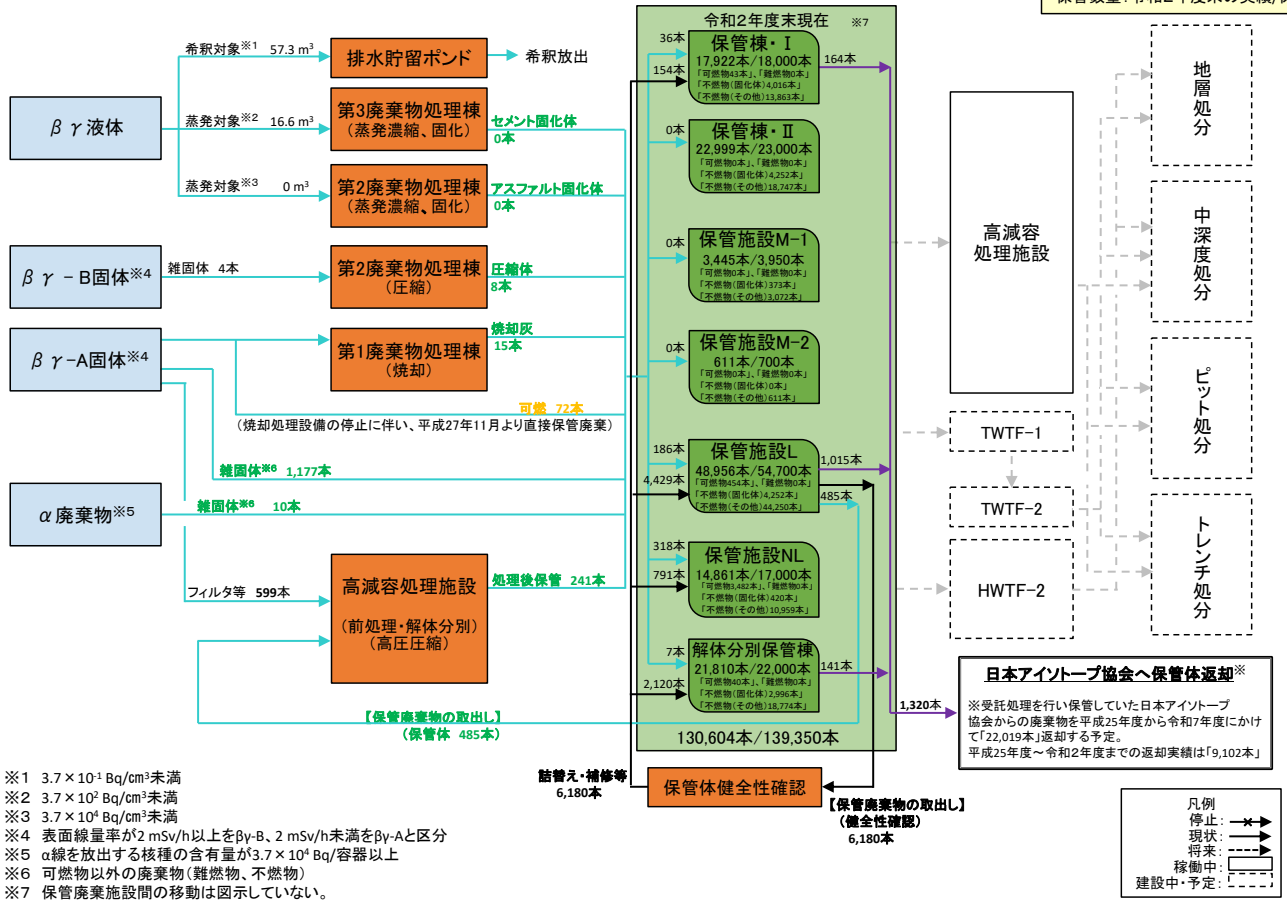 令和2年度末現在 ※7
βγ液体
希釈対象※1 57.3 m³
排水貯留ポンド
希釈放出
蒸発対象※2 16.6 m³
第3廃棄物処理棟
(蒸発濃縮、固化)
セメント固化体
0本
蒸発対象※3 0 m³
第2廃棄物処理棟
(蒸発濃縮、固化)
アスファルト固化体
0本
βγ-B固体※4
雑固体 4本
第2廃棄物処理棟
(圧縮)
圧縮体
8本
βγ-A固体※4
第1廃棄物処理棟
(焼却)
焼却灰
15本
可燃 72本
(焼却処理設備の停止に伴い、平成27年11月より直接保管廃棄)
雑固体※6 1,177本
α廃棄物※5
雑固体※6 10本
フィルタ等 599本
高減容処理施設
(前処理・解体分別)
(高圧圧縮)
処理後保管 241本
【保管廃棄物の取出し】
(保管体 485本)
36本
154本
保管棟・Ⅰ
17,922本/18,000本
「可燃物43本」、「難燃物0本」
「不燃物(固化体)4,016本」
「不燃物(その他)13,863本」
164本
0本
保管棟・Ⅱ
22,999本/23,000本
「可燃物0本」、「難燃物0本」
「不燃物(固化体)4,252本」
「不燃物(その他)18,747本」
0本
保管施設M-1
3,445本/3,950本
「可燃物0本」、「難燃物0本」
「不燃物(固化体)373本」
「不燃物(その他)3,072本」
0本
保管施設M-2
611本/700本
「可燃物0本」、「難燃物0本」
「不燃物(固化体)0本」
「不燃物(その他)611本」
186本
4,429本
保管施設L
48,956本/54,700本
「可燃物454本」、「難燃物0本」
「不燃物(固化体)4,252本」
「不燃物(その他)44,250本」
1,015本
485本
318本
791本
保管施設NL
14,861本/17,000本
「可燃物3,482本」、「難燃物0本」
「不燃物(固化体)420本」
「不燃物(その他)10,959本」
7本
2,120本
解体分別保管棟
21,810本/22,000本
「可燃物40本」、「難燃物0本」
「不燃物(固化体)2,996本」
「不燃物(その他)18,774本」
141本
130,604本/139,350本
詰替え・補修等
6,180本
保管体健全性確認
【保管廃棄物の取出し】
(健全性確認)
6,180本
高減容
処理施設
TWTF-1
TWTF-2
HWTF-2
地層処分
中深度処分
ピット処分
トレンチ処分
1,320本
日本アイソトープ協会へ保管体返却※
※受託処理を行い保管していた日本アイソトープ
協会からの廃棄物を平成25年度から令和7年度にかけ
て「22,019本」返却する予定。
平成25年度～令和2年度までの返却実績は「9,102本」
※1 3.7×10⁻¹ Bq/cm³未満
※2 3.7×10² Bq/cm³未満
※3 3.7×10⁴ Bq/cm³未満
※4 表面線量率が2 mSv/h以上をβγ-B、2 mSv/h未満をβγ-Aと区分
※5 α線を放出する核種の含有量が3.7×10⁴ Bq/容器以上
※6 可燃物以外の廃棄物(難燃物、不燃物)
※7 保管廃棄施設間の移動は図示していない。
凡例
停止:
現状:
将来:
稼働中:
建設中・予定: